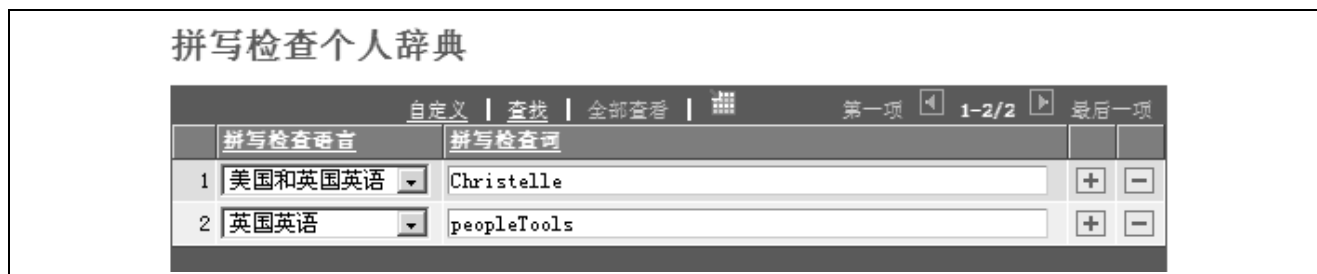 拼写检查个人辞典
自定义 | 查找 | 全部查看 | 第一项 1-2/2 最后一项
拼写检查语言 拼写检查词
1 美国和英国英语 Christelle + -
2 英国英语 peopleTools + -